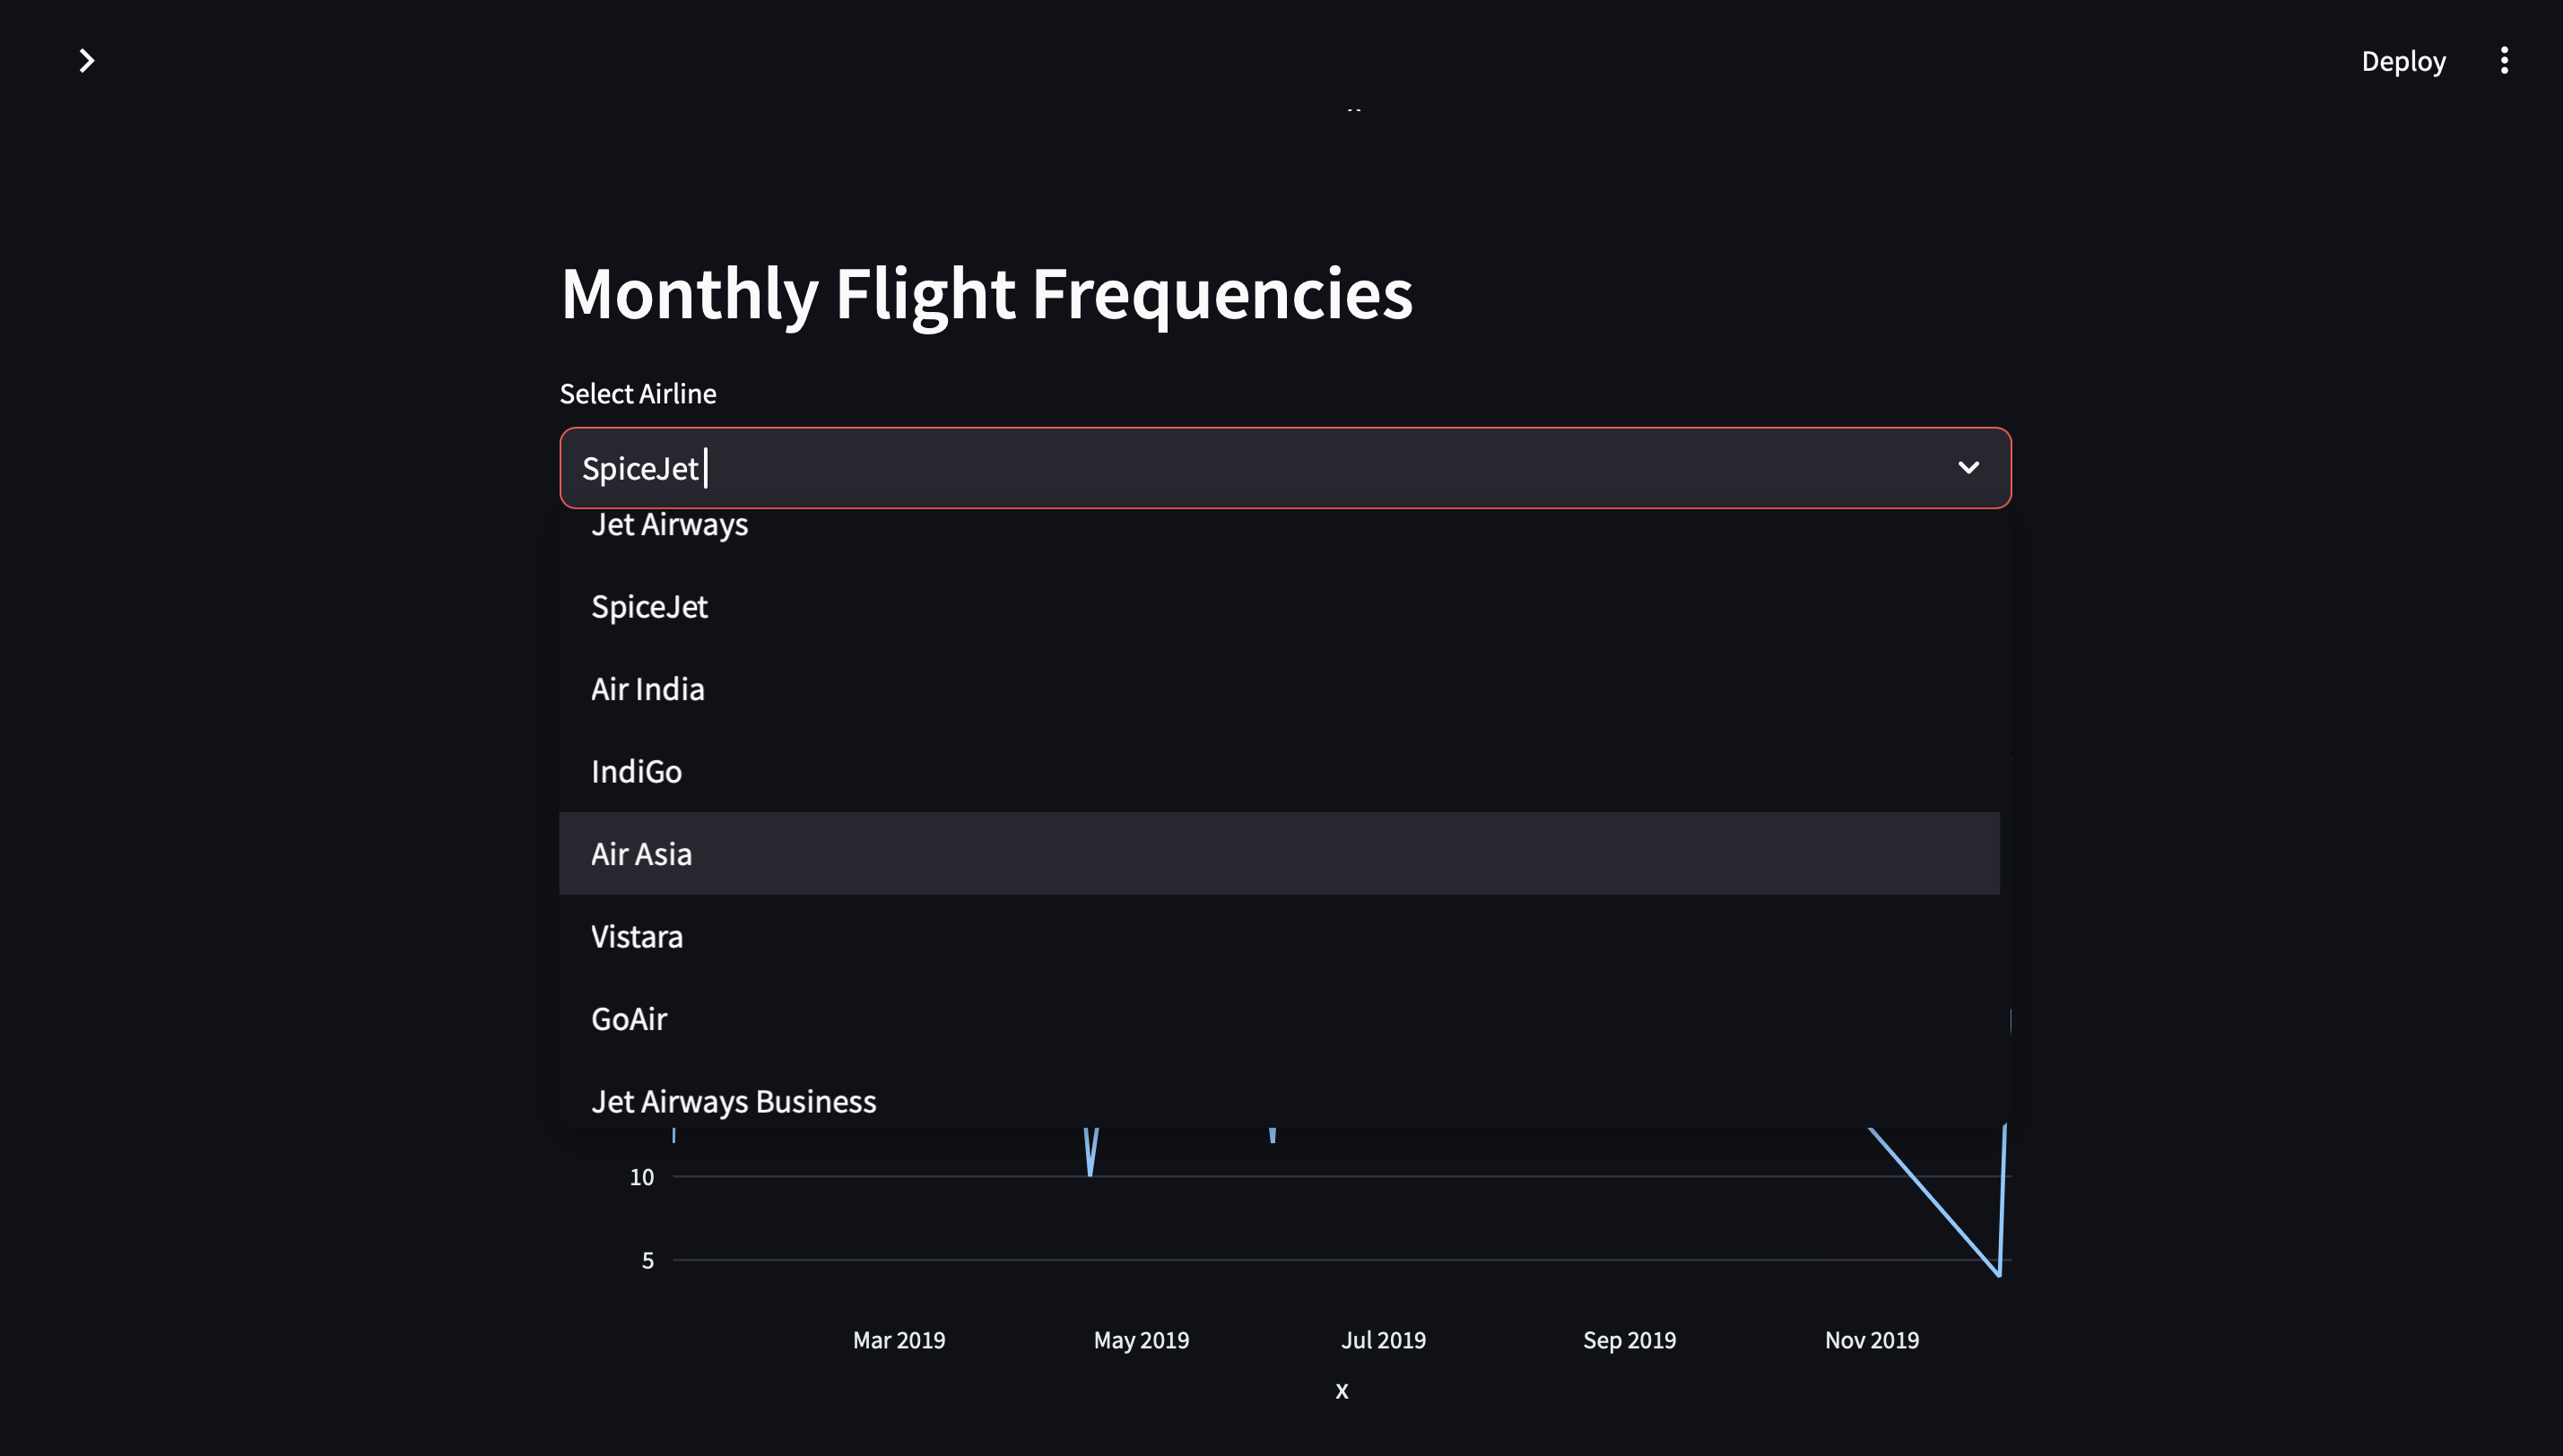 Deploy
Monthly Flight Frequencies
Select Airline
SpiceJet
Jet Airways
SpiceJet
Air India
IndiGo
Air Asia
Vistara
GoAir
Jet Airways Business
10
5
Mar 2019 May 2019 Jul 2019 Sep 2019 Nov 2019
x